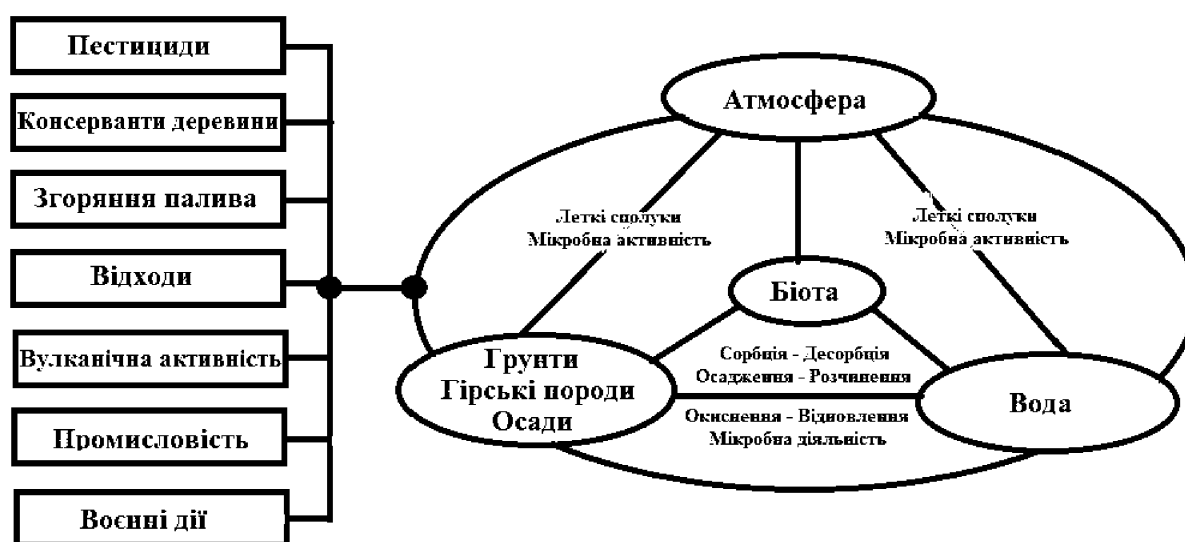 Пестициди
Консерванти деревини
Згоряння палива
Відходи
Вулканічна активність
Промисловість
Воєнні дії
Атмосфера
Леткі сполуки
Мікробна активність
Леткі сполуки
Мікробна активність
Біота
Грунти
Гірські породи
Осади
Сорбція - Десорбція
Осадження - Розчинення
Окиснення - Відновлення
Мікробна діяльність
Вода